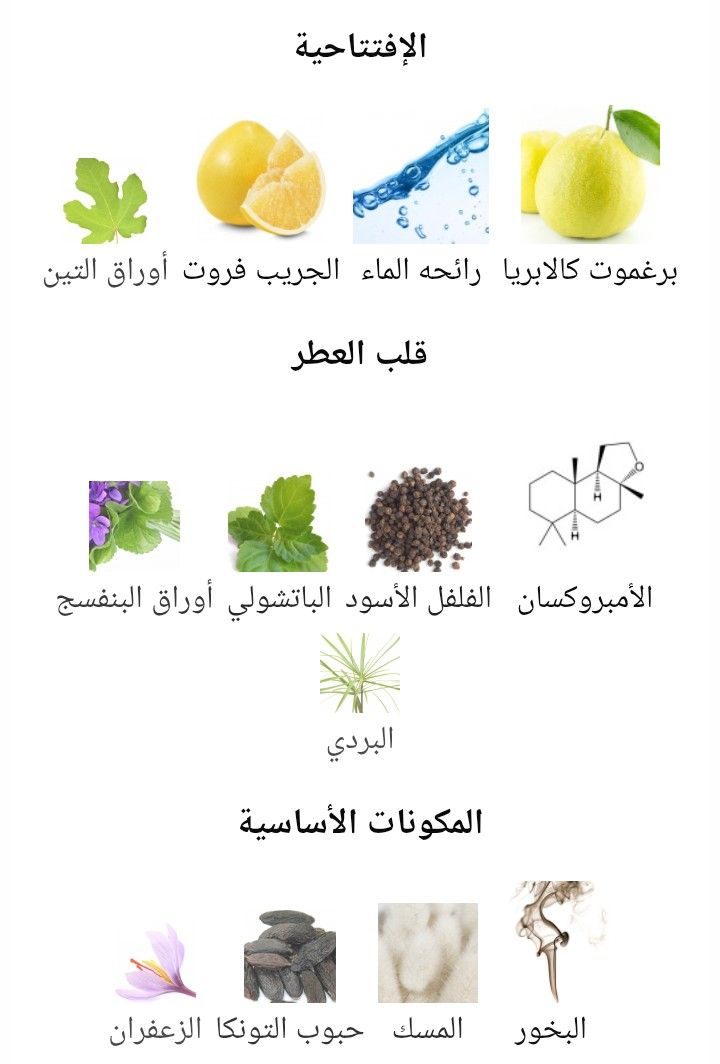 الإفتتاحية
برغموت كالابريا رائحه الماء الجريب فروت أوراق التين
قلب العطر
O
H
H
الأمبروكسان الفلفل الأسود الباتشولي أوراق البنفسج
البردي
المكونات الأساسية
البخور المسك حبوب التونكا الزعفران